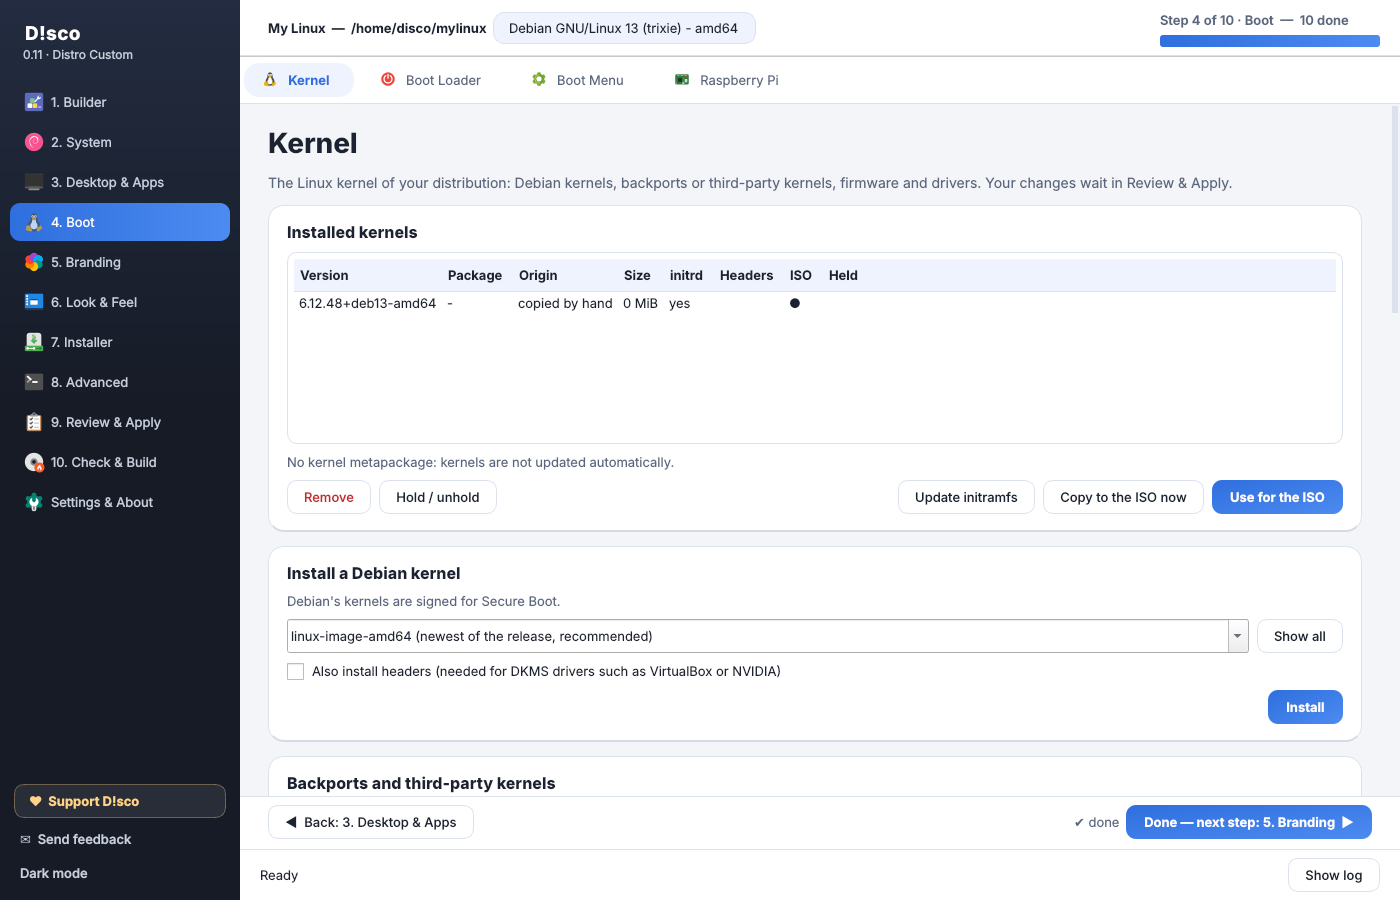 D!sco
0.11 · Distro Custom
1. Builder
2. System
3. Desktop & Apps
4. Boot
5. Branding
6. Look & Feel
7. Installer
8. Advanced
9. Review & Apply
10. Check & Build
Settings & About
Support D!sco
Send feedback
Dark mode
My Linux — /home/disco/mylinux
Debian GNU/Linux 13 (trixie) - amd64
Step 4 of 10 · Boot — 10 done
Kernel
Boot Loader
Boot Menu
Raspberry Pi
Kernel
The Linux kernel of your distribution: Debian kernels, backports or third-party kernels, firmware and drivers. Your changes wait in Review & Apply.
Installed kernels
Version Package Origin Size initrd Headers ISO Held
6.12.48+deb13-amd64 - copied by hand 0 MiB yes ●
No kernel metapackage: kernels are not updated automatically.
Remove
Hold / unhold
Update initramfs
Copy to the ISO now
Use for the ISO
Install a Debian kernel
Debian's kernels are signed for Secure Boot.
linux-image-amd64 (newest of the release, recommended)
Show all
Also install headers (needed for DKMS drivers such as VirtualBox or NVIDIA)
Install
Backports and third-party kernels
◀ Back: 3. Desktop & Apps
✔ done
Done — next step: 5. Branding ▶
Ready
Show log